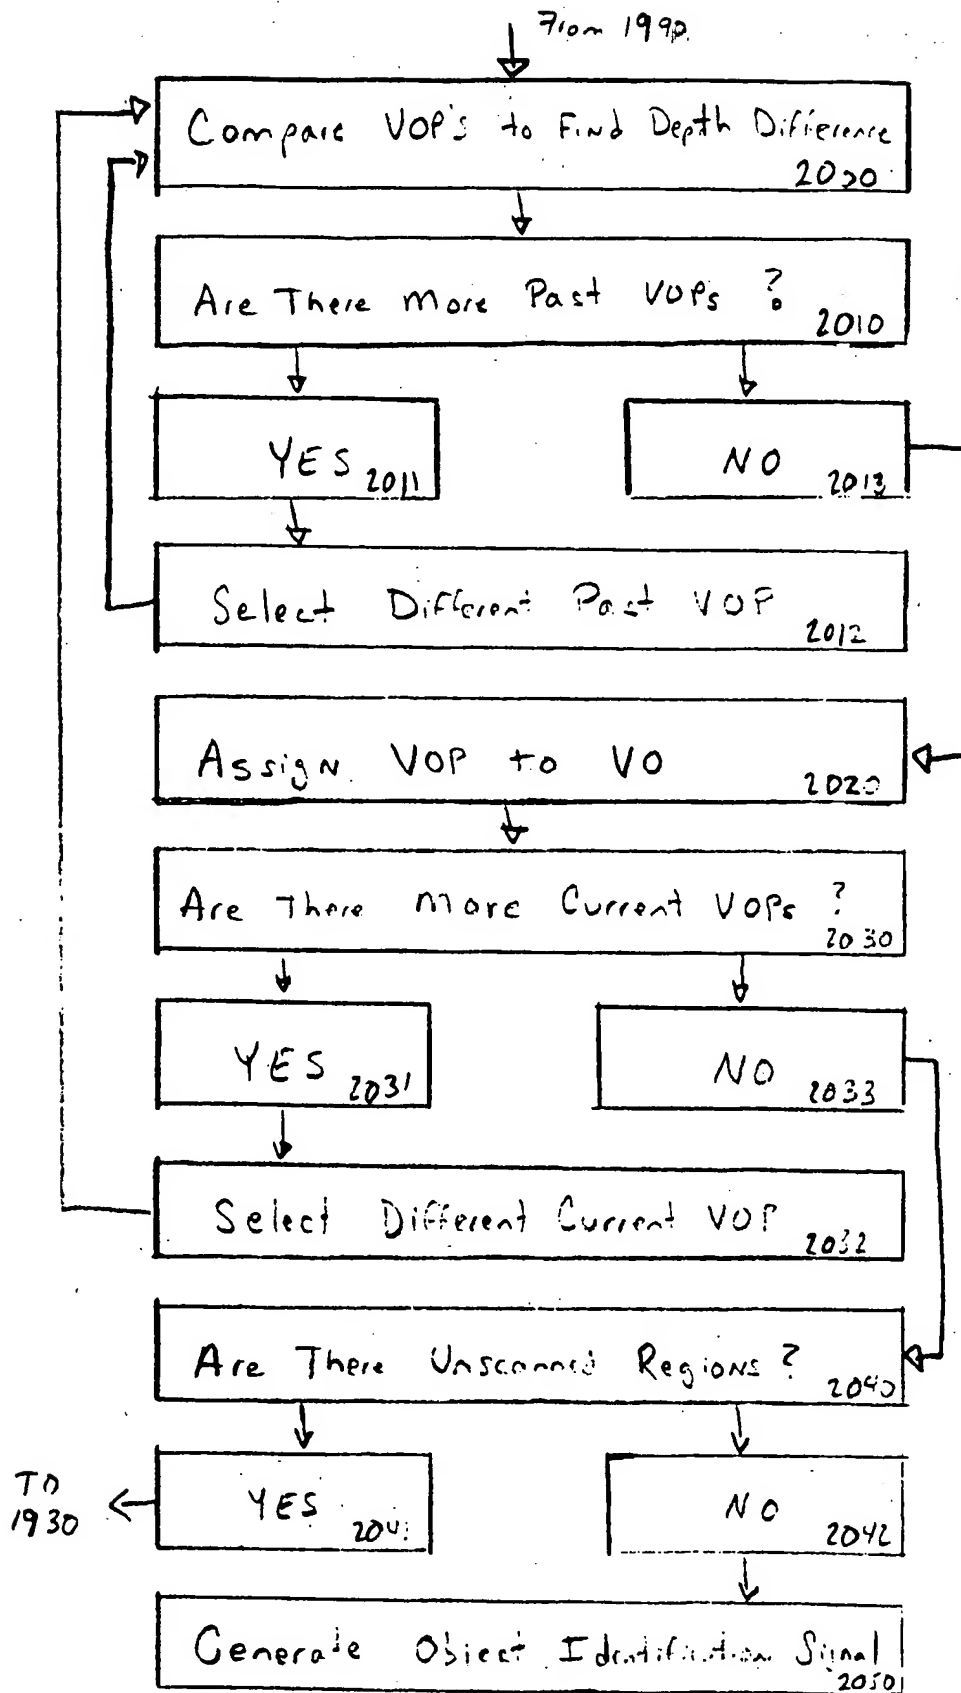 From 1990
Compare VOP's to Find Depth Difference
2000
Are There More Past VOPs ?
2010
YES 2011
NO 2013
Select Different Past VOP
2012
Assign VOP to VO
2020
Are There More Current VOPs ?
2030
YES 2031
NO 2033
Select Different Current VOP
2032
Are There Unscanned Regions ?
2040
TO
1930
YES 2041
NO 2042
Generate Object Identification Signal
2050